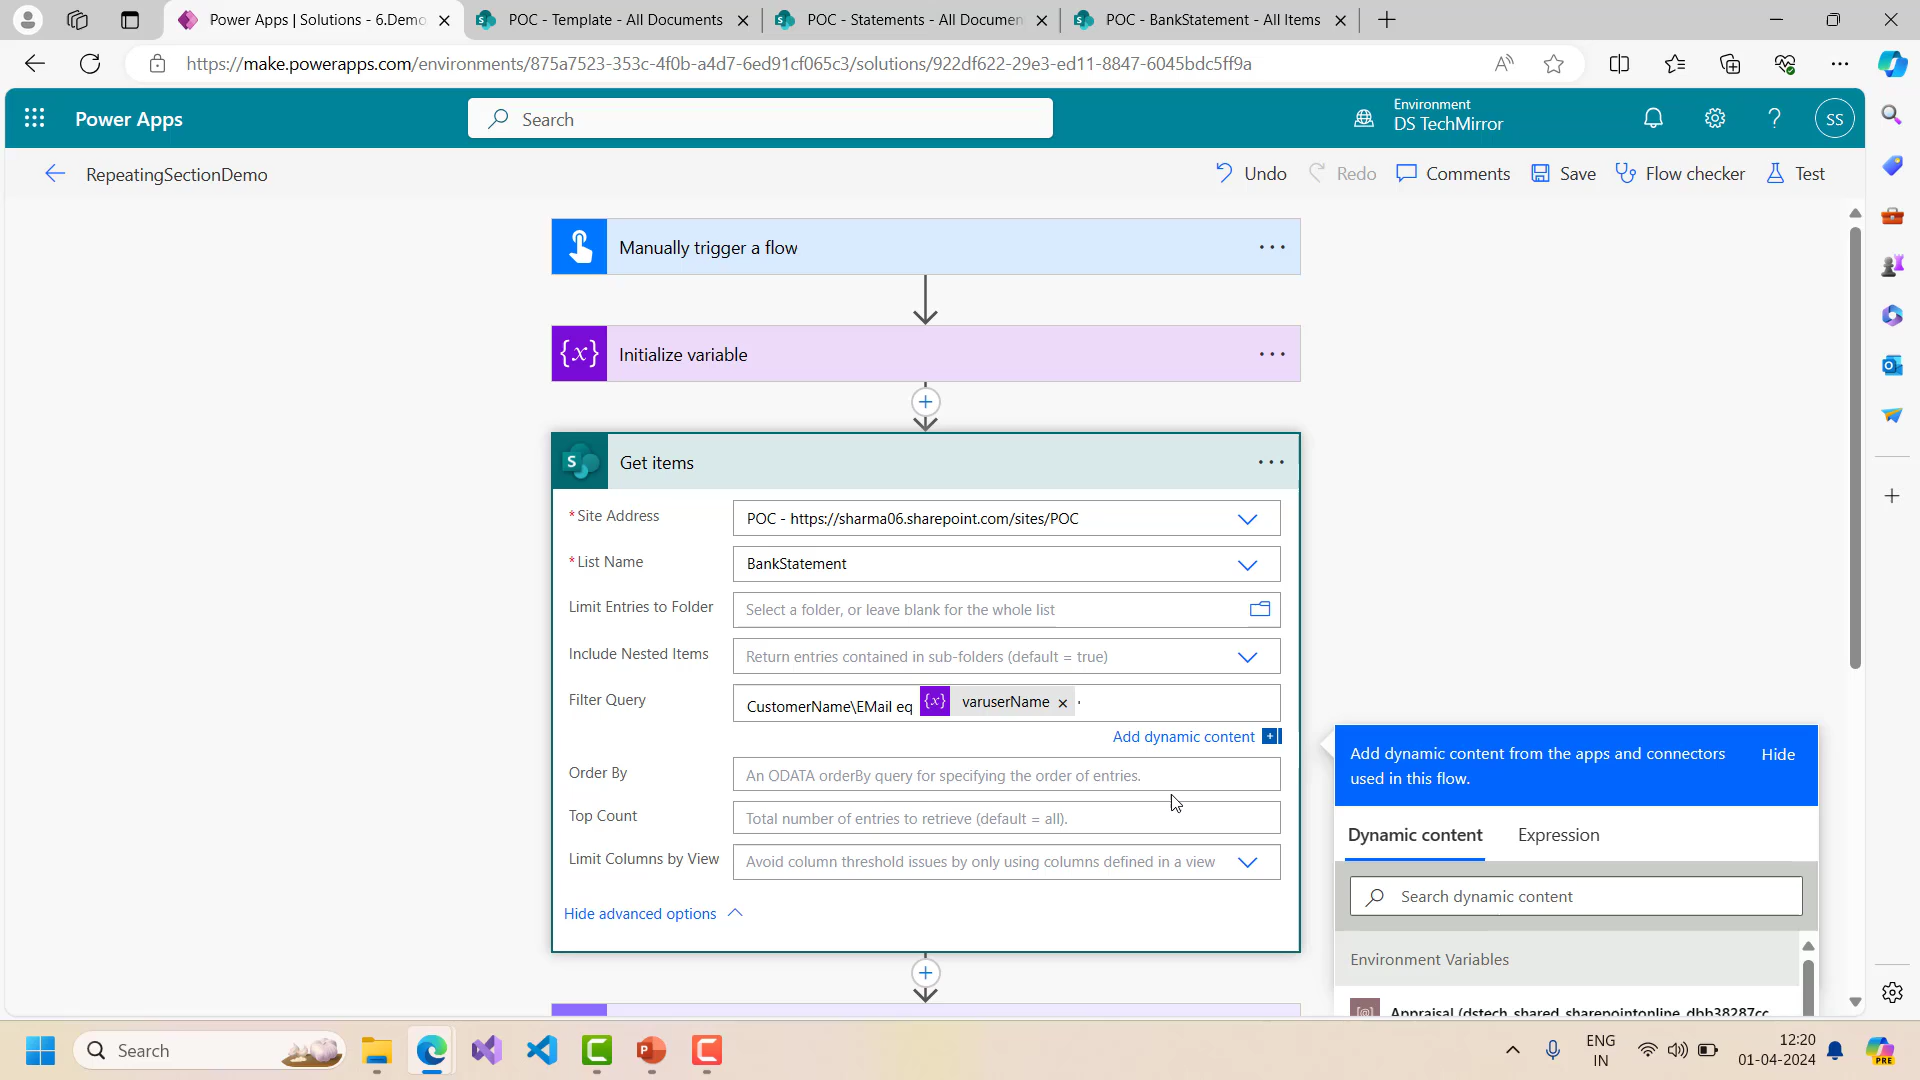 Power Apps | Solutions - 6.Demo
POC - Template - All Documents
POC - Statements - All Documen
POC - BankStatement - All Items
https://make.powerapps.com/environments/875a7523-353c-4f0b-a4d7-6ed91cf065c3/solutions/922df622-29e3-ed11-8847-6045bdc5ff9a
Power Apps
Search
Environment
DS TechMirror
SS
RepeatingSectionDemo
Undo
Redo
Comments
Save
Flow checker
Test
Manually trigger a flow
{x}
Initialize variable
S
Get items
*Site Address
POC - https://sharma06.sharepoint.com/sites/POC
*List Name
BankStatement
Limit Entries to Folder
Select a folder, or leave blank for the whole list
Include Nested Items
Return entries contained in sub-folders (default = true)
Filter Query
CustomerName\EMail eq {x} varuserName × '
Add dynamic content
Order By
An ODATA orderBy query for specifying the order of entries.
Top Count
Total number of entries to retrieve (default = all).
Limit Columns by View
Avoid column threshold issues by only using columns defined in a view
Hide advanced options
Add dynamic content from the apps and connectors
used in this flow.
Hide
Dynamic content
Expression
Search dynamic content
Environment Variables
Appraisal (dstech_shared_sharepointonline_dbb38287cc
Search
ENG
IN
12:20
01-04-2024
PRE